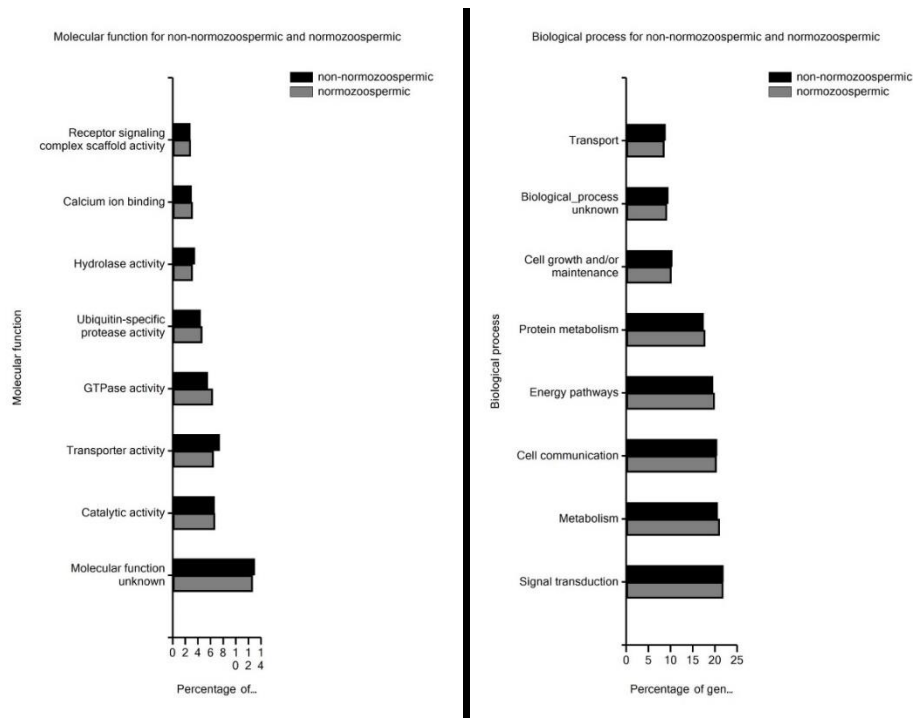 Molecular function for non-normozoospermic and normozoospermic
non-normozoospermic
normozoospermic
Receptor signaling
complex scaffold activity
Calcium ion binding
Hydrolase activity
Ubiquitin-specific
protease activity
GTPase activity
Transporter activity
Catalytic activity
Molecular function
unknown
Molecular function
0 2 4 6 8 1 1 1
0 2 4
Percentage of…
Biological process for non-normozoospermic and normozoospermic
non-normozoospermic
normozoospermic
Transport
Biological_process
unknown
Cell growth and/or
maintenance
Protein metabolism
Energy pathways
Cell communication
Metabolism
Signal transduction
Biological process
0 5 10 15 20 25
Percentage of gen…